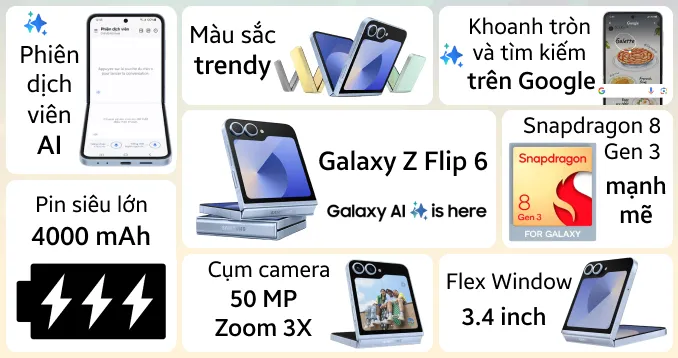 Phiên
dịch
viên
AI
Phiên dịch viên
Màu sắc
trendy
Khoanh tròn
và tìm kiếm
trên Google
Google
Galette
Galaxy Z Flip 6
Galaxy AI is here
Snapdragon 8
Gen 3
mạnh
mẽ
Snapdragon
8
Gen 3
FOR GALAXY
Pin siêu lớn
4000 mAh
Cụm camera
50 MP
Zoom 3X
Flex Window
3.4 inch